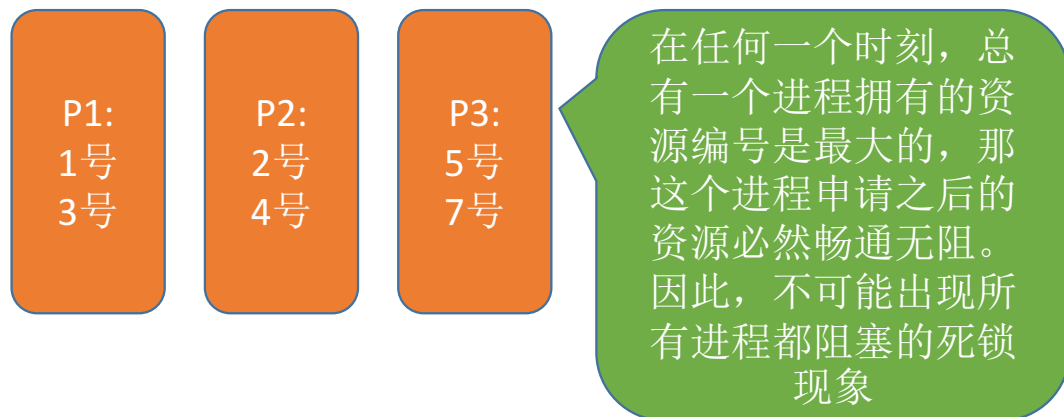 P1:
1号
3号
P2:
2号
4号
P3:
5号
7号
在任何一个时刻，总
有一个进程拥有的资
源编号是最大的，那
这个进程申请之后的
资源必然畅通无阻。
因此，不可能出现所
有进程都阻塞的死锁
现象